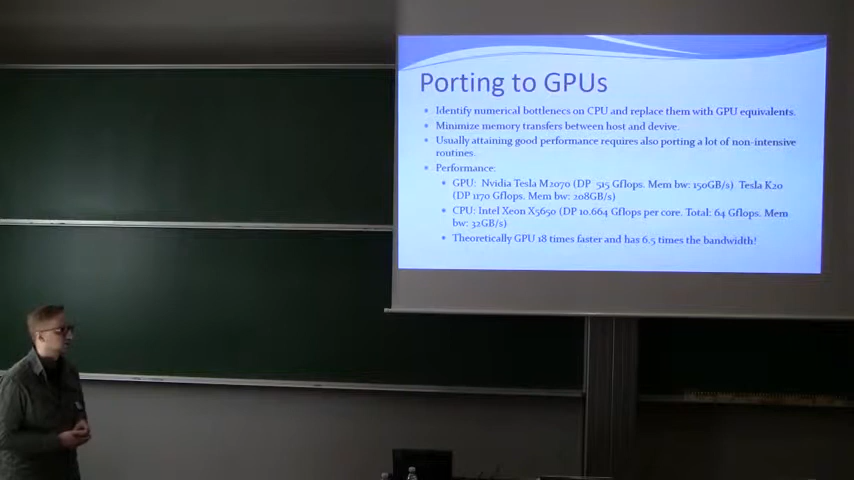 Porting to GPUs
Identify numerical bottlenecs on CPU and replace them with GPU equivalents.
Minimize memory transfers between host and devive.
Usually attaining good performance requires also porting a lot of non-intensive
routines.
Performance:
GPU: Nvidia Tesla M2070 (DP 515 Gflops. Mem bw: 150GB/s) Tesla K20
(DP 1170 Gflops. Mem bw: 208GB/s)
CPU: Intel Xeon X5650 (DP 10,664 Gflops per core. Total: 64 Gflops. Mem
bw: 32GB/s)
Theoretically GPU 18 times faster and has 6,5 times the bandwidth!